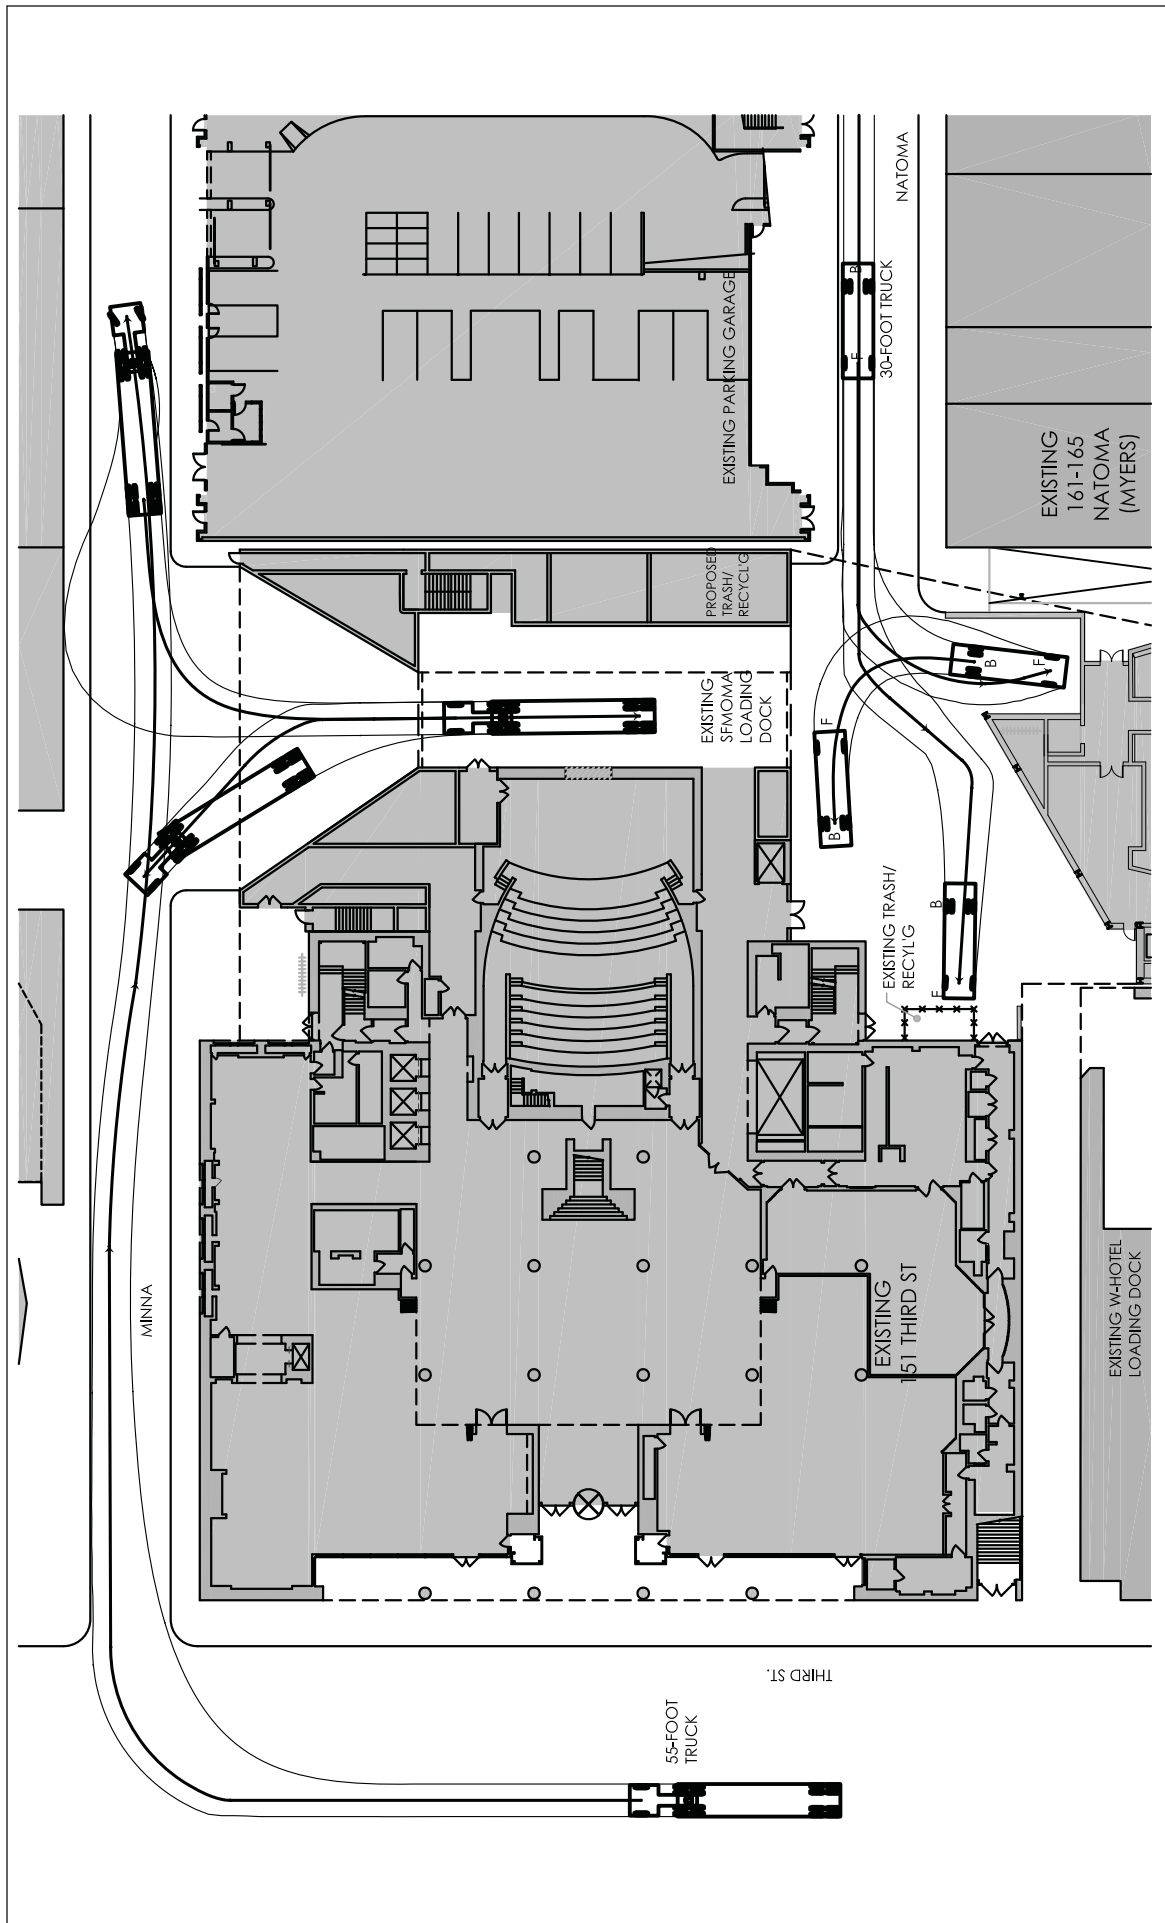 NATOMA
30-FOOT TRUCK
B
F
EXISTING PARKING GARAGE
EXISTING
161-165
NATOMA
(MYERS)
PROPOSED
TRASH/
RECYCL'G
EXISTING
SFMOMA
LOADING
DOCK
B
F
F
B
B
F
EXISTING TRASH/
RECYL'G
MINNA
EXISTING
151 THIRD ST
EXISTING W-HOTEL
LOADING DOCK
THIRD ST.
55-FOOT
TRUCK